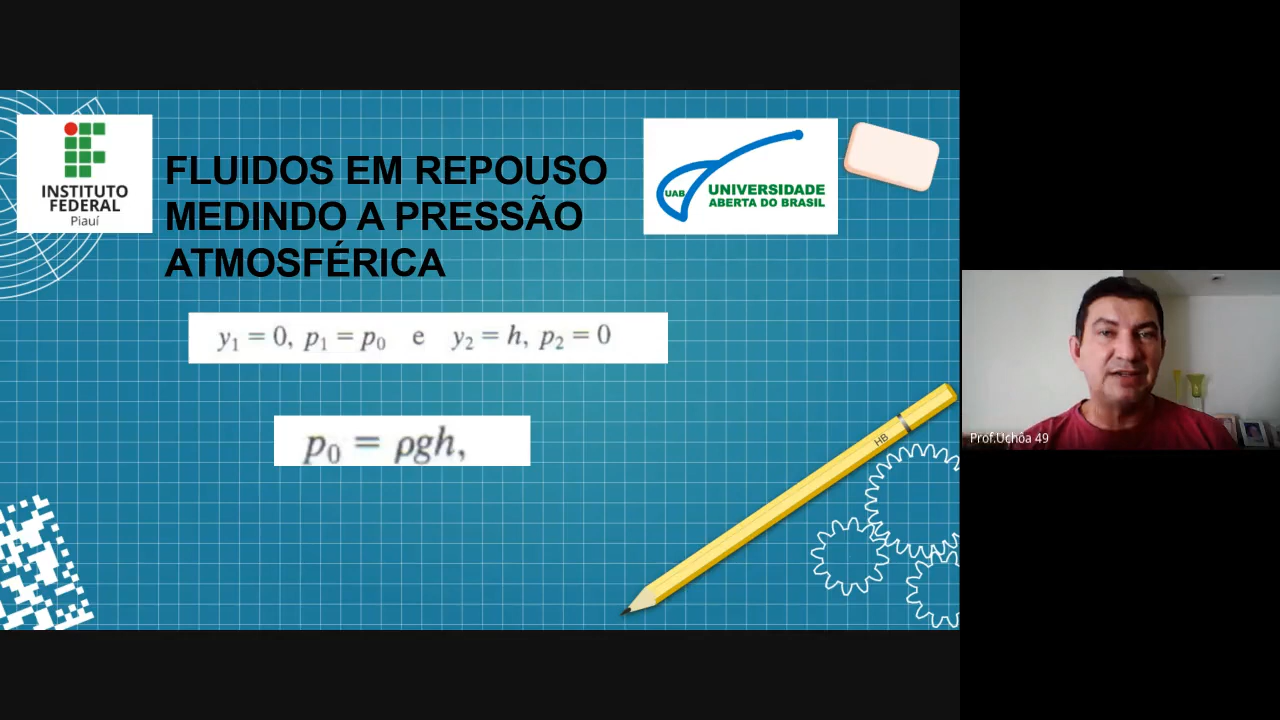 INSTITUTO
FEDERAL
Piauí
FLUIDOS EM REPOUSO
MEDINDO A PRESSÃO
ATMOSFÉRICA
UAB
UNIVERSIDADE
ABERTA DO BRASIL
y₁ = 0, p₁ = p₀ e y₂ = h, p₂ = 0
p₀ = ρgh,
HB
Prof.Uchôa 49